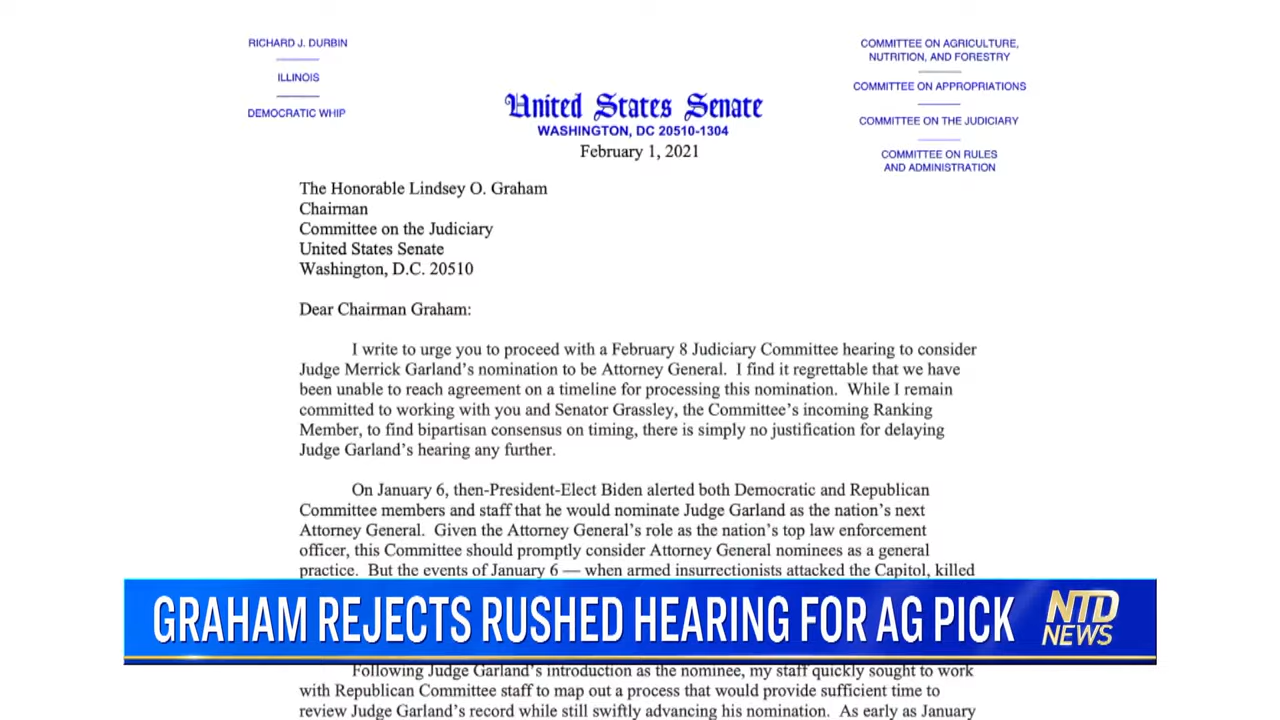 RICHARD J. DURBIN
ILLINOIS
DEMOCRATIC WHIP
COMMITTEE ON AGRICULTURE,
NUTRITION, AND FORESTRY
COMMITTEE ON APPROPRIATIONS
COMMITTEE ON THE JUDICIARY
COMMITTEE ON RULES
AND ADMINISTRATION
United States Senate
WASHINGTON, DC 20510-1304
February 1, 2021
The Honorable Lindsey O. Graham
Chairman
Committee on the Judiciary
United States Senate
Washington, D.C. 20510
Dear Chairman Graham:
I write to urge you to proceed with a February 8 Judiciary Committee hearing to consider
Judge Merrick Garland's nomination to be Attorney General. I find it regrettable that we have
been unable to reach agreement on a timeline for processing this nomination. While I remain
committed to working with you and Senator Grassley, the Committee's incoming Ranking
Member, to find bipartisan consensus on timing, there is simply no justification for delaying
Judge Garland's hearing any further.
On January 6, then-President-Elect Biden alerted both Democratic and Republican
Committee members and staff that he would nominate Judge Garland as the nation's next
Attorney General. Given the Attorney General's role as the nation's top law enforcement
officer, this Committee should promptly consider Attorney General nominees as a general
practice. But the events of January 6 — when armed insurrectionists attacked the Capitol, killed
GRAHAM REJECTS RUSHED HEARING FOR AG PICK
NTD
NEWS
Following Judge Garland's introduction as the nominee, my staff quickly sought to work
with Republican Committee staff to map out a process that would provide sufficient time to
review Judge Garland's record while still swiftly advancing his nomination. As early as January